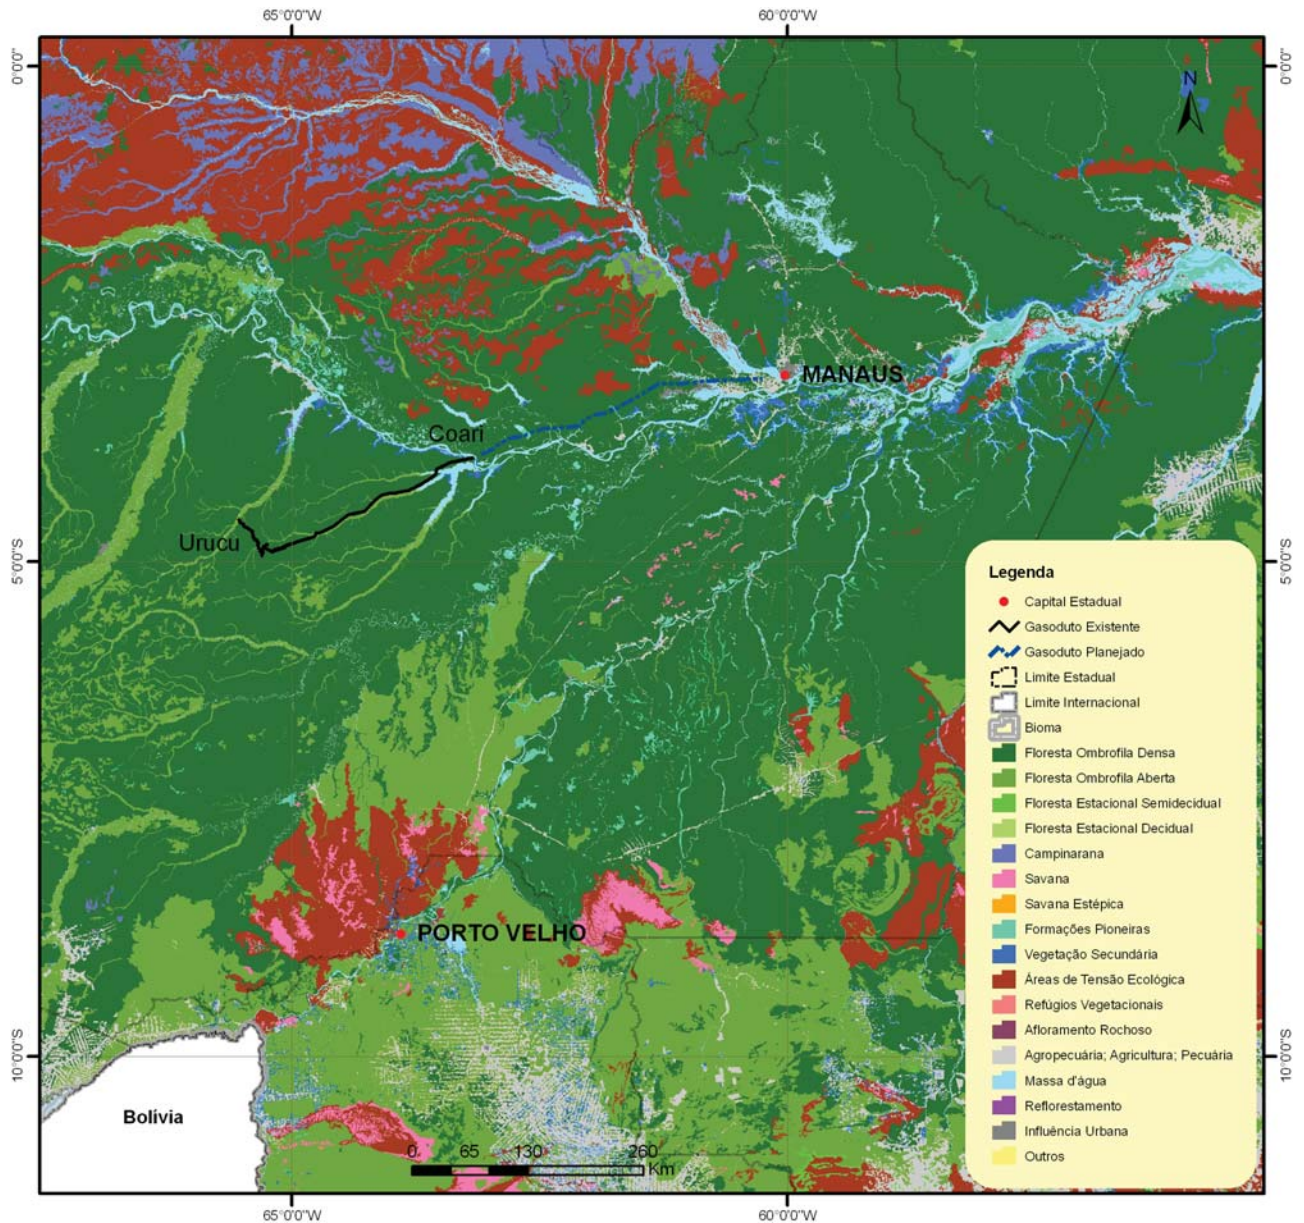 65°0'0"W
60°0'0"W
0°0'0"
0°0'0"
N
MANAUS
Coari
Urucu
5°0'0"S
5°0'0"S
Legenda
Capital Estadual
Gasoduto Existente
Gasoduto Planejado
Limite Estadual
Limite Internacional
Bioma
Floresta Ombrofila Densa
Floresta Ombrofila Aberta
Floresta Estacional Semidecidual
Floresta Estacional Decidual
Campinarana
Savana
Savana Estépica
Formações Pioneiras
Vegetação Secundária
Áreas de Tensão Ecológica
Refúgios Vegetacionais
Afloramento Rochoso
Agropecuária; Agricultura; Pecuária
Massa d'água
Reflorestamento
Influência Urbana
Outros
PORTO VELHO
10°0'0"S
10°0'0"S
Bolívia
0 65 130 260
Km
65°0'0"W
60°0'0"W